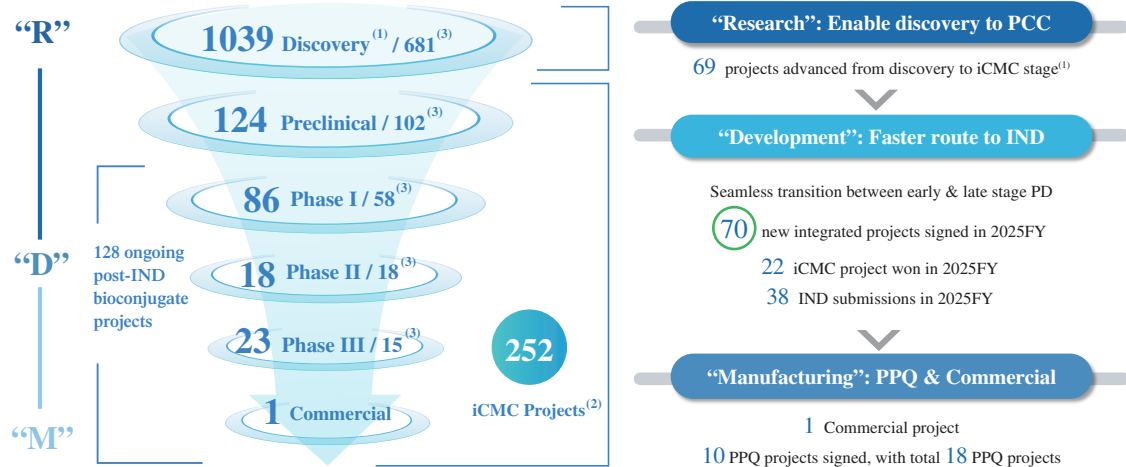 “R”
1039 Discovery(1) / 681(3)
124 Preclinical / 102(3)
86 Phase I / 58(3)
“D”
128 ongoing
post-IND
bioconjugate
projects
18 Phase II / 18(3)
23 Phase III / 15(3)
252
iCMC Projects(2)
1 Commercial
“M”
“Research”: Enable discovery to PCC
69 projects advanced from discovery to iCMC stage(1)
“Development”: Faster route to IND
Seamless transition between early & late stage PD
70 new integrated projects signed in 2025FY
22 iCMC project won in 2025FY
38 IND submissions in 2025FY
“Manufacturing”: PPQ & Commercial
1 Commercial project
10 PPQ projects signed, with total 18 PPQ projects